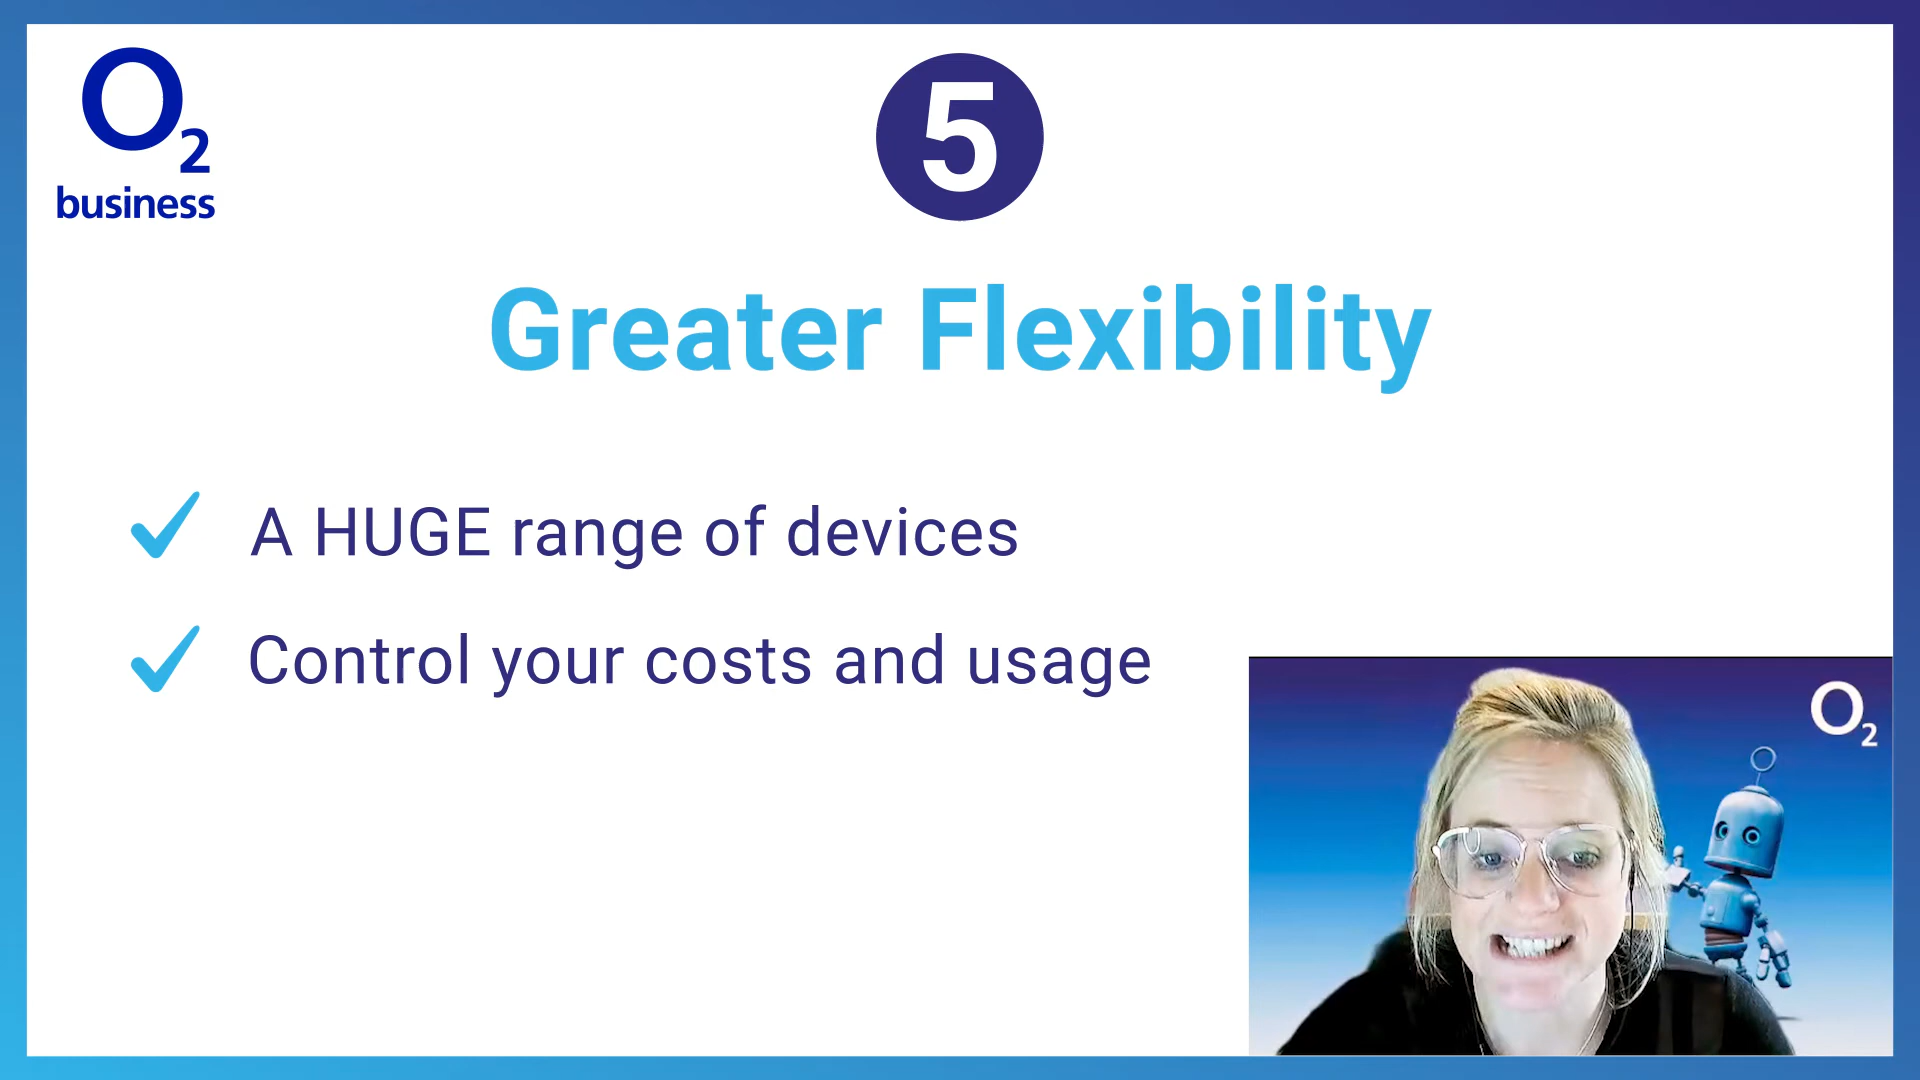 O2
business
5
Greater Flexibility
A HUGE range of devices
Control your costs and usage
O2